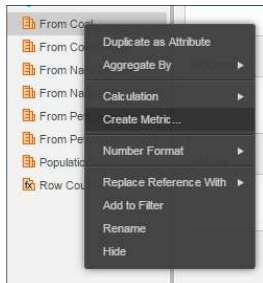 From Coal
From Co
From Na
From Na
From Pe
From Pe
Population
Row Cou
Duplicate as Attribute
Aggregate By
Calculation
Create Metric...
Number Format
Replace Reference With
Add to Filter
Rename
Hide